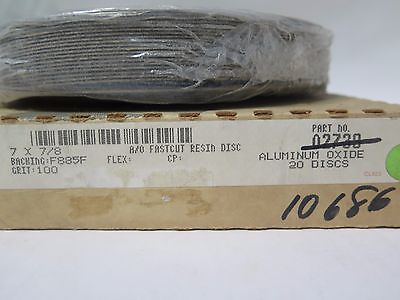 7 X 7/8 A/O FASTCUT RESIN DISC PART NO.
02738
BACKING:F885F FLEX: CP: ALUMINUM OXIDE
GRIT:100 20 DISCS
10686